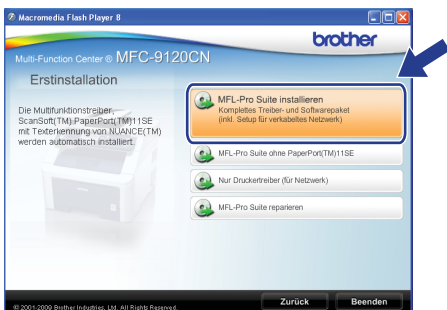 Macromedia Flash Player 8
brother
Multi-Function Center ® MFC-9120CN
Erstinstallation
Die Multifunktionstreiber,
ScanSoft(TM) PaperPort(TM)11SE
mit Texterkennung von NUANCE(TM)
werden automatisch installiert.
MFL-Pro Suite installieren
Komplettes Treiber- und Softwarepaket
(inkl. Setup für verkabeltes Netzwerk)
MFL-Pro Suite ohne PaperPort(TM)11SE
Nur Druckertreiber (für Netzwerk)
MFL-Pro Suite reparieren
© 2001-2009 Brother Industries, Ltd. All Rights Reserved.
Zurück
Beenden